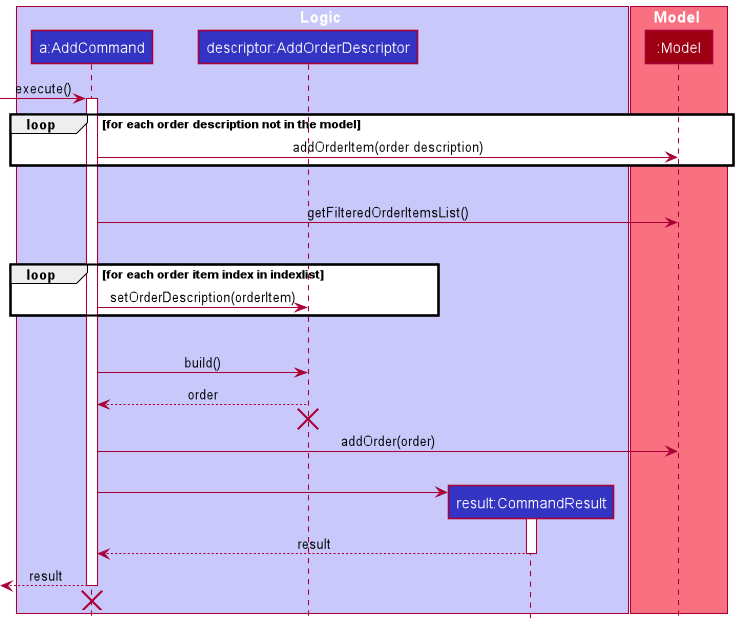 Logic
Model
a:AddCommand
descriptor:AddOrderDescriptor
:Model
execute()
loop
[for each order description not in the model]
addOrderItem(order description)
getFilteredOrderItemsList()
loop
[for each order item index in indexlist]
setOrderDescription(orderItem)
build()
order
addOrder(order)
result:CommandResult
result
result